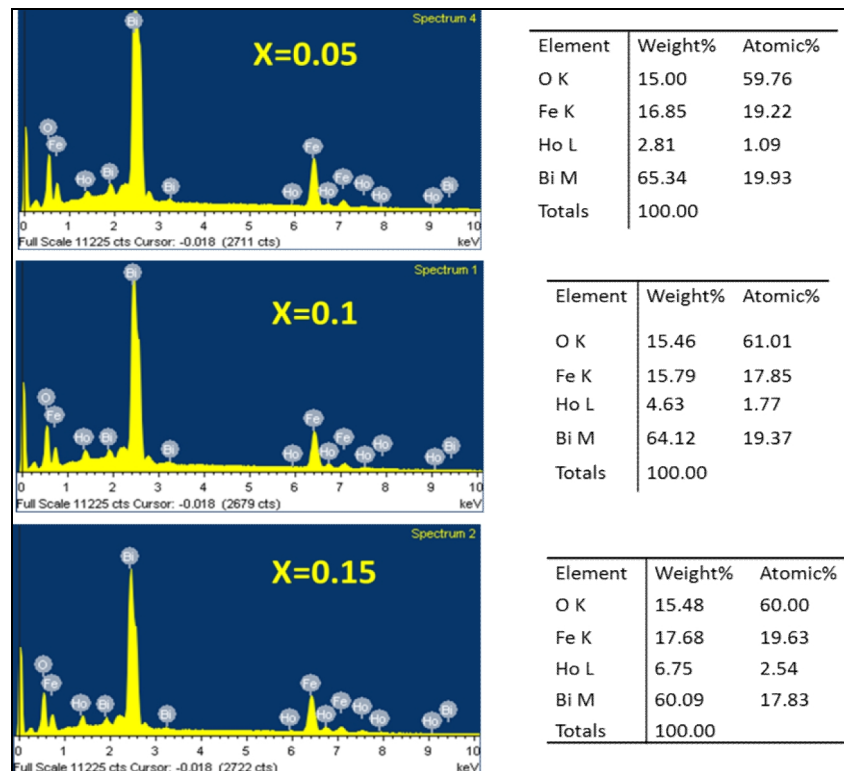 Spectrum 4
X=0.05
Bi
O
Fe
Ho
Bi
Bi
Ho
Fe
Ho
Fe
Ho
Ho
Ho
Bi
0 1 2 3 4 5 6 7 8 9 10
Full Scale 11225 cts Cursor: -0.018 (2711 cts) keV
Element Weight% Atomic%
O K 15.00 59.76
Fe K 16.85 19.22
Ho L 2.81 1.09
Bi M 65.34 19.93
Totals 100.00
Spectrum 1
X=0.1
Bi
O
Fe
Ho
Bi
Bi
Ho
Fe
Ho
Fe
Ho
Ho
Ho
Bi
0 1 2 3 4 5 6 7 8 9 10
Full Scale 11225 cts Cursor: -0.018 (2679 cts) keV
Element Weight% Atomic%
O K 15.46 61.01
Fe K 15.79 17.85
Ho L 4.63 1.77
Bi M 64.12 19.37
Totals 100.00
Spectrum 2
X=0.15
Bi
O
Fe
Ho
Bi
Bi
Ho
Fe
Ho
Fe
Ho
Ho
Ho
Bi
0 1 2 3 4 5 6 7 8 9 10
Full Scale 11225 cts Cursor: -0.018 (2722 cts) keV
Element Weight% Atomic%
O K 15.48 60.00
Fe K 17.68 19.63
Ho L 6.75 2.54
Bi M 60.09 17.83
Totals 100.00